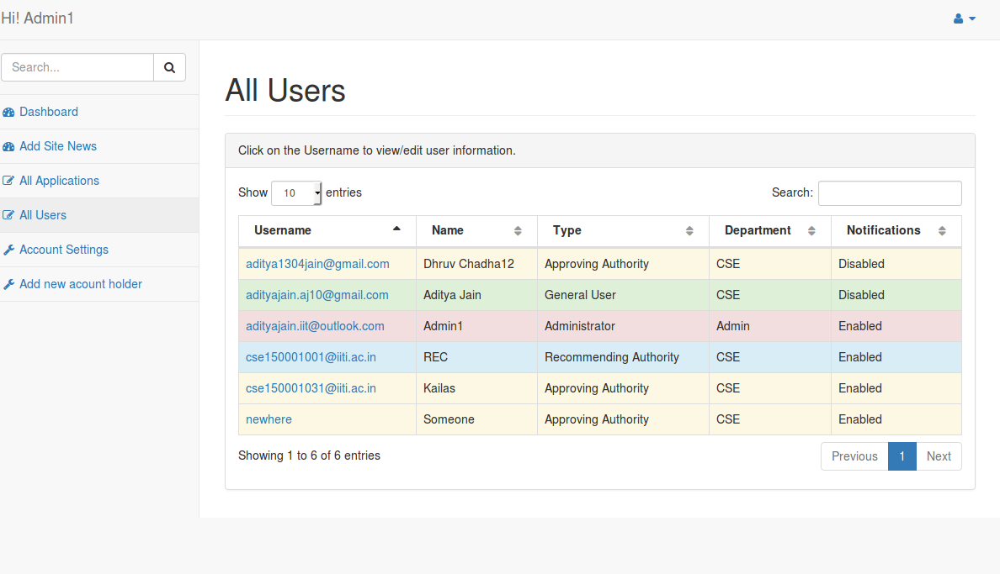 Hi! Admin1
Search...
Dashboard
Add Site News
All Applications
All Users
Account Settings
Add new acount holder
All Users
Click on the Username to view/edit user information.
Show 10 entries Search:
Username Name Type Department Notifications
aditya1304jain@gmail.com Dhruv Chadha12 Approving Authority CSE Disabled
adityajain.aj10@gmail.com Aditya Jain General User CSE Disabled
adityajain.iit@outlook.com Admin1 Administrator Admin Enabled
cse150001001@iiti.ac.in REC Recommending Authority CSE Enabled
cse150001031@iiti.ac.in Kailas Approving Authority CSE Enabled
newhere Someone Approving Authority CSE Enabled
Showing 1 to 6 of 6 entries Previous 1 Next